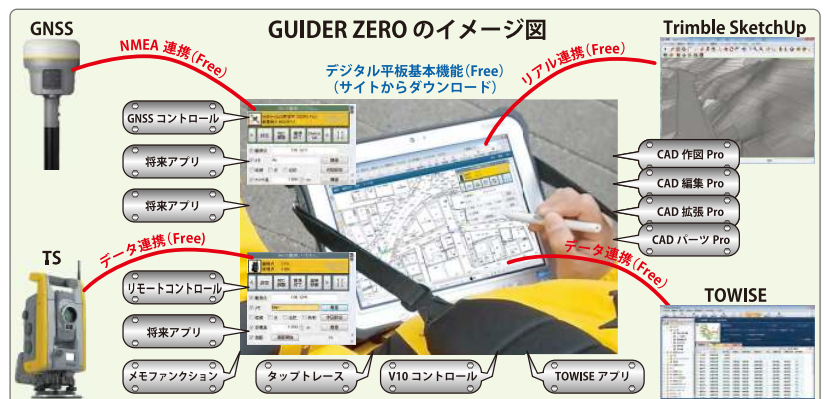 GUIDER ZERO のイメージ図
GNSS
NMEA 連携(Free)
デジタル平板基本機能(Free)
(サイトからダウンロード)
リアル連携(Free)
Trimble SketchUp
GNSS コントロール
将来アプリ
将来アプリ
CAD 作図 Pro
CAD 編集 Pro
CAD 拡張 Pro
CAD パーツ Pro
TS
データ連携(Free)
データ連携(Free)
TOWISE
リモートコントロール
将来アプリ
メモファンクション
タップトレース
V10 コントロール
TOWISE アプリ